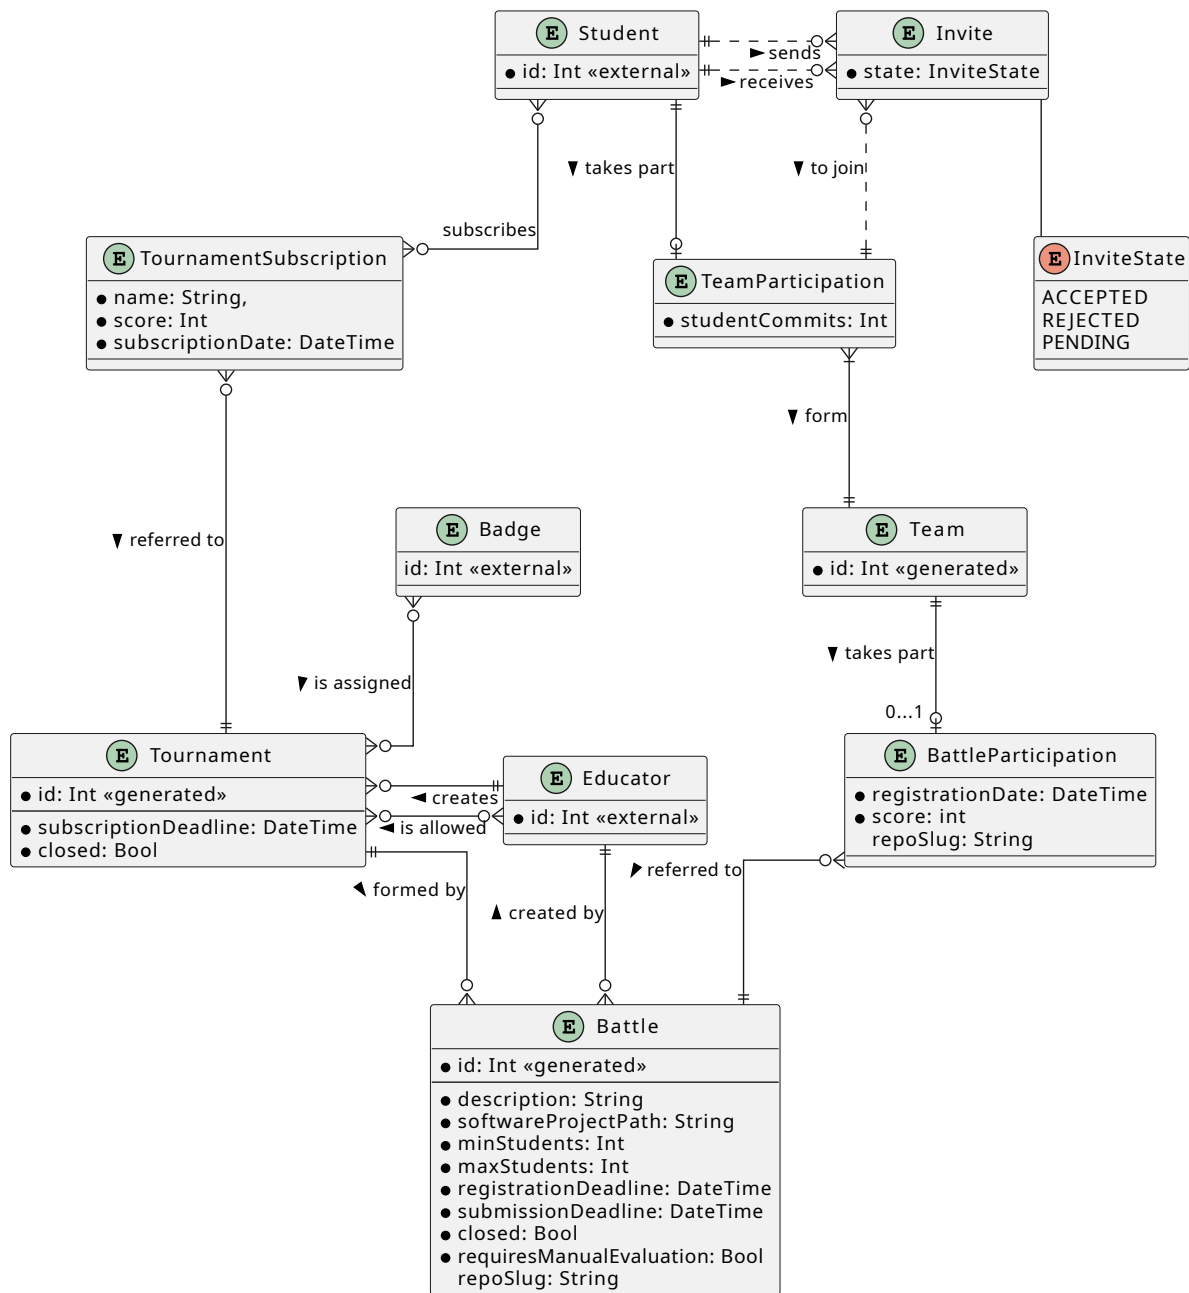 E Student
id: Int «external»
E Invite
state: InviteState
sends
receives
takes part
to join
subscribes
E TournamentSubscription
name: String,
score: Int
subscriptionDate: DateTime
E TeamParticipation
studentCommits: Int
E InviteState
ACCEPTED
REJECTED
PENDING
form
referred to
E Badge
id: Int «external»
E Team
id: Int «generated»
is assigned
takes part
0...1
E Tournament
id: Int «generated»
subscriptionDeadline: DateTime
closed: Bool
creates
is allowed
E Educator
id: Int «external»
E BattleParticipation
registrationDate: DateTime
score: int
repoSlug: String
formed by
created by
referred to
E Battle
id: Int «generated»
description: String
softwareProjectPath: String
minStudents: Int
maxStudents: Int
registrationDeadline: DateTime
submissionDeadline: DateTime
closed: Bool
requiresManualEvaluation: Bool
repoSlug: String